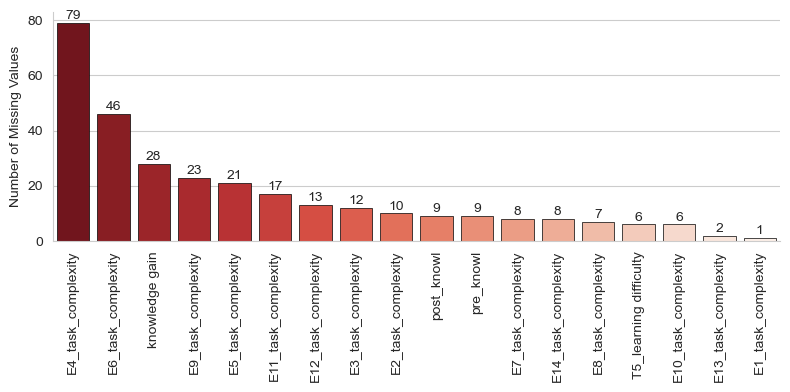 Number of Missing Values
80
60
40
20
0
79
46
28
23
21
17
13
12
10
9
9
8
8
7
6
6
2
1
E4_task_complexity
E6_task_complexity
knowledge gain
E9_task_complexity
E5_task_complexity
E11_task_complexity
E12_task_complexity
E3_task_complexity
E2_task_complexity
post_knowl
pre_knowl
E7_task_complexity
E14_task_complexity
E8_task_complexity
T5_learning difficulty
E10_task_complexity
E13_task_complexity
E1_task_complexity